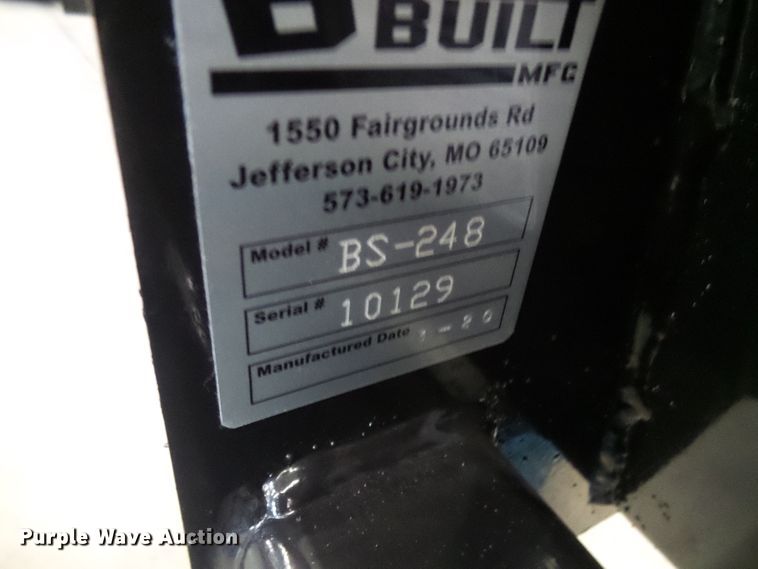 BUILT
MFG
1550 Fairgrounds Rd
Jefferson City, MO 65109
573-619-1973
Model # BS-248
Serial # 10129
Manufactured Date -20
Purple Wave Auction